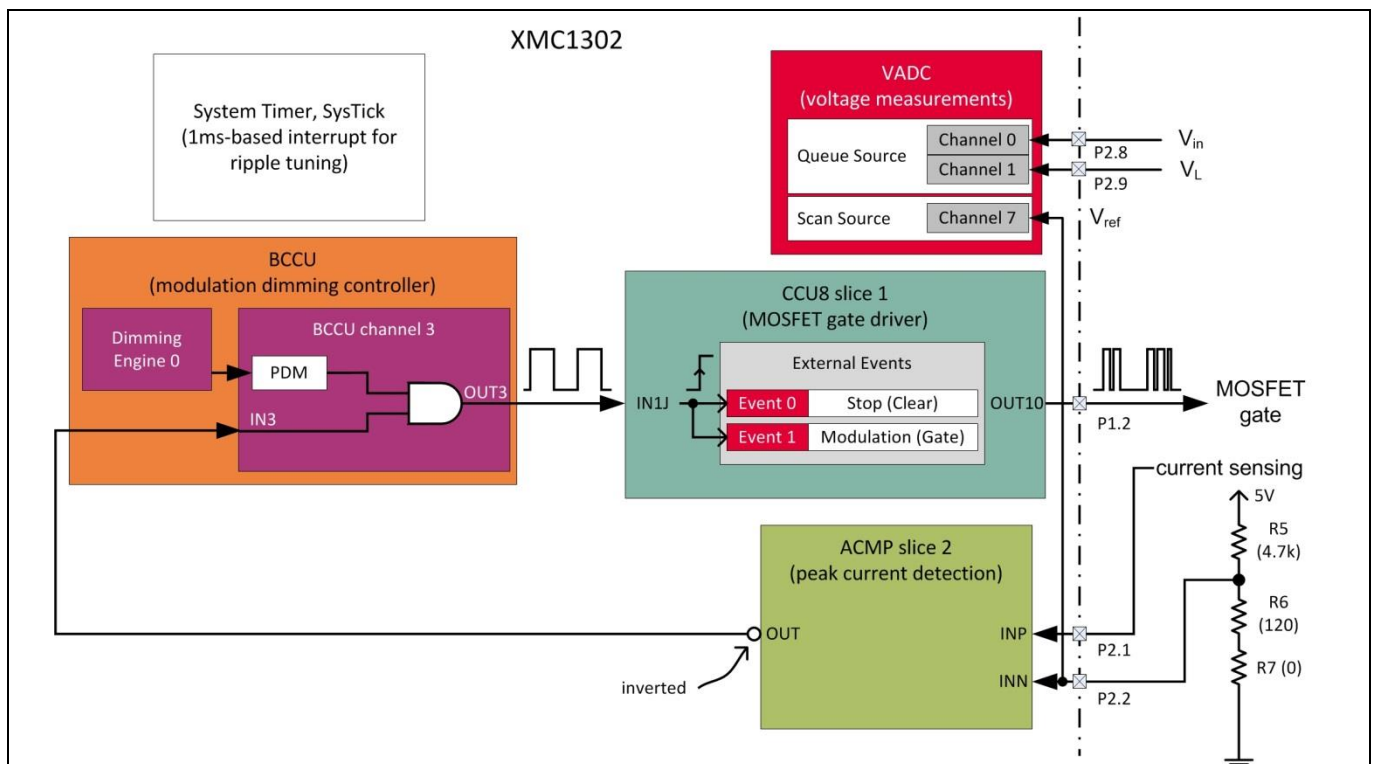 XMC1302
System Timer, SysTick
(1ms-based interrupt for
ripple tuning)
VADC
(voltage measurements)
Queue Source
Channel 0
Channel 1
Scan Source
Channel 7
P2.8
Vin
P2.9
VL
Vref
BCCU
(modulation dimming controller)
Dimming
Engine 0
BCCU channel 3
PDM
OUT3
IN3
CCU8 slice 1
(MOSFET gate driver)
External Events
IN1J
Event 0
Stop (Clear)
Event 1
Modulation (Gate)
OUT10
P1.2
MOSFET
gate
current sensing
5V
R5
(4.7k)
R6
(120)
R7 (0)
ACMP slice 2
(peak current detection)
OUT
INP
INN
P2.1
P2.2
inverted